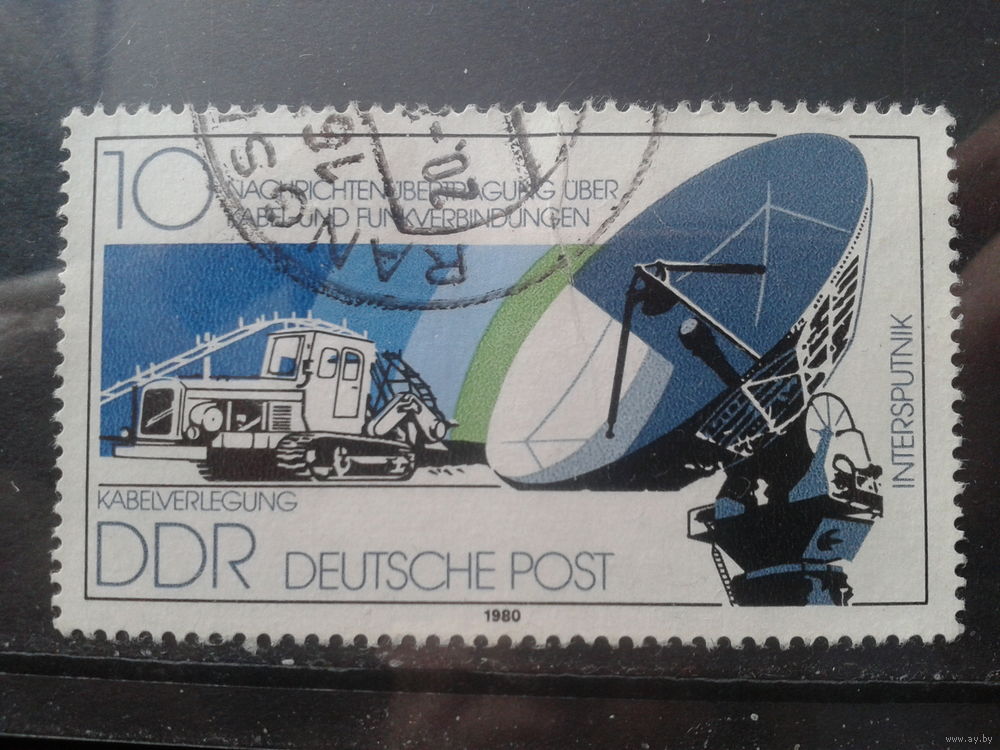 10
NACHRICHTENÜBERTRAGUNG ÜBER
KABEL UND FUNKVERBINDUNGEN
INTERSPUTNIK
KABELVERLEGUNG
DDR DEUTSCHE POST
1980
www.ay.by